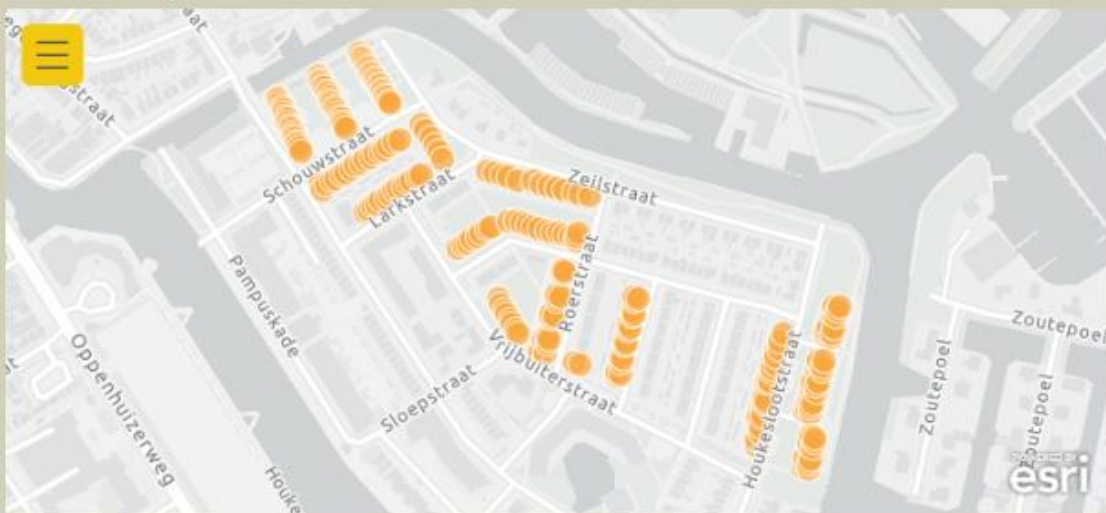 Schouwstraat
Larkstraat
Zeilstraat
Roerstraat
Pampuskade
Vrijbuiterstraat
Sloepstraat
Houkeslootstraat
Oppenhuizerweg
Zoutepoel
Zoutepoel
Zoutepoel
esri